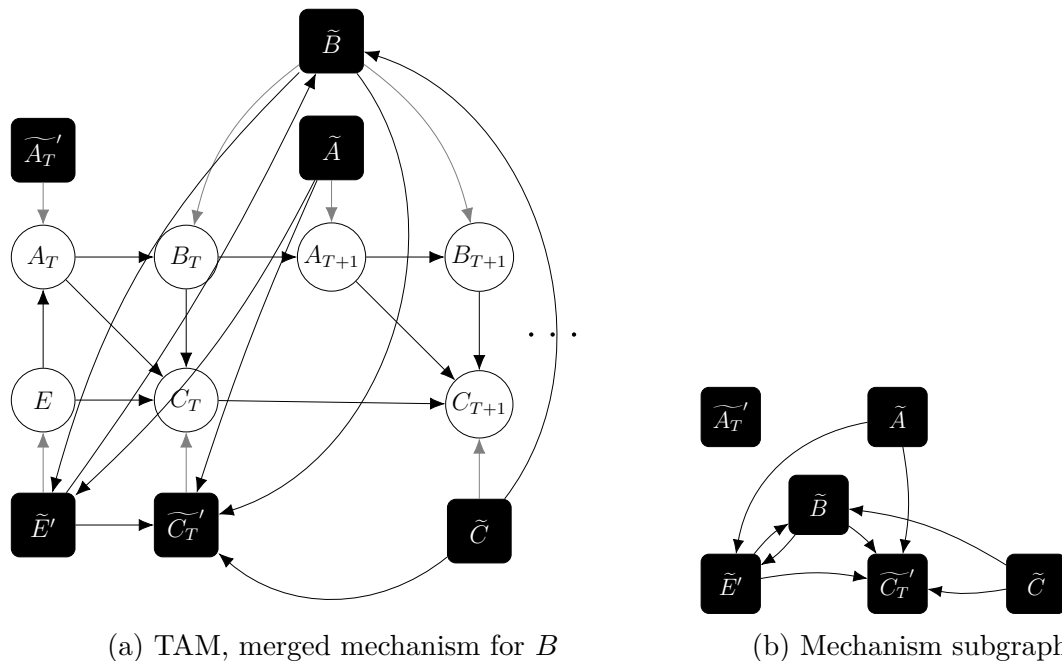 B̃
Ã_T′ Ã
A_T B_T A_{T+1} B_{T+1}
. . .
E C_T C_{T+1}
Ẽ′ C̃_T′ C̃
(a) TAM, merged mechanism for B
Ã_T′ Ã
B̃
Ẽ′ C̃_T′ C̃
(b) Mechanism subgraph